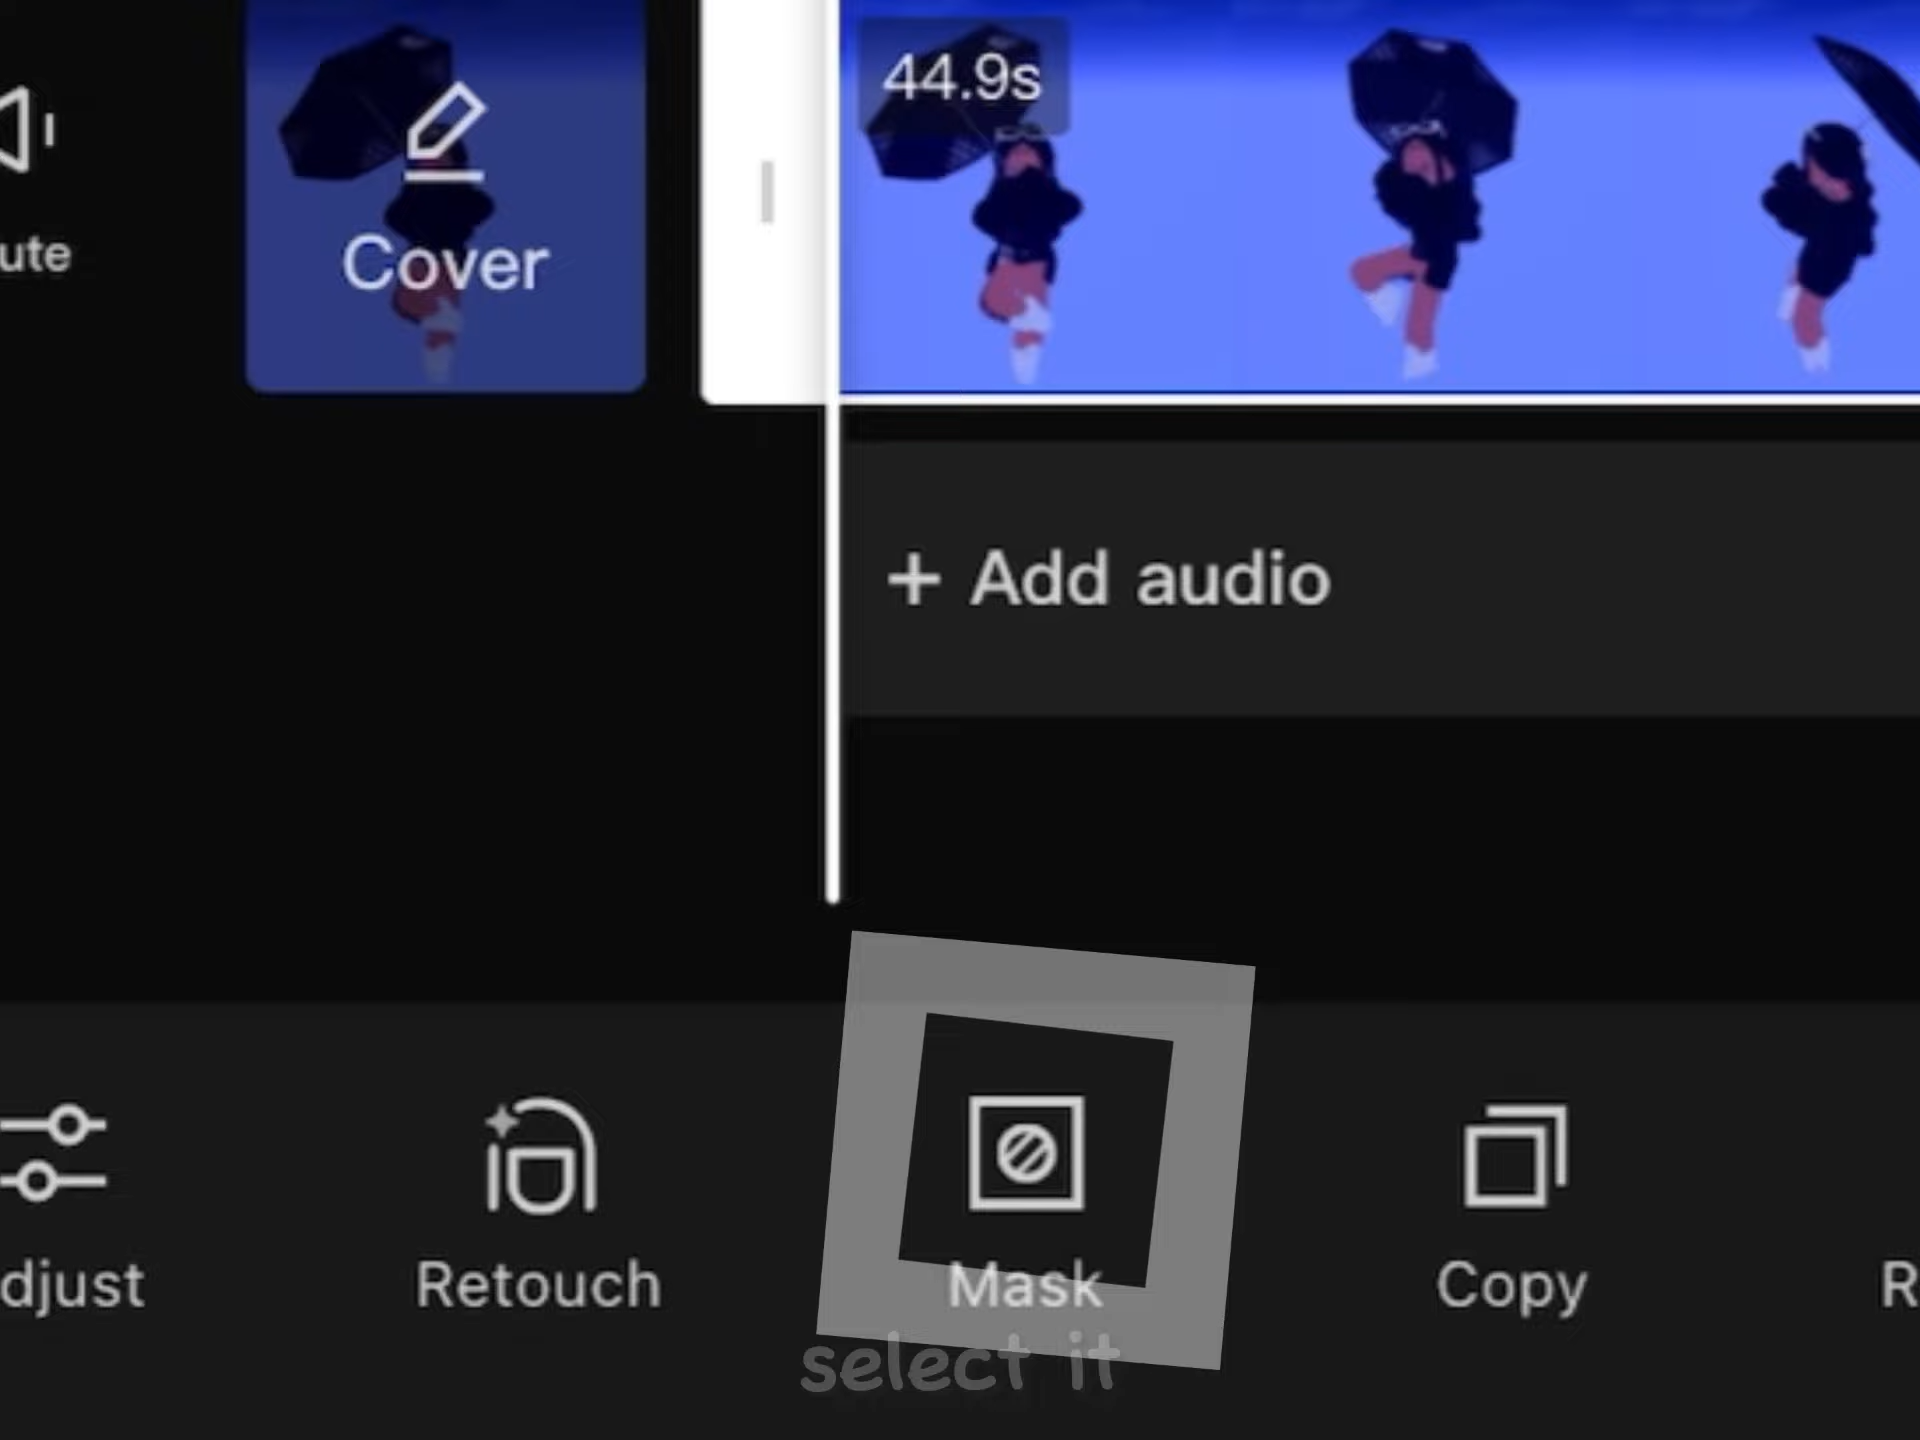 44.9s
ute
Cover
+ Add audio
djust
Retouch
Mask
Copy
R
select it